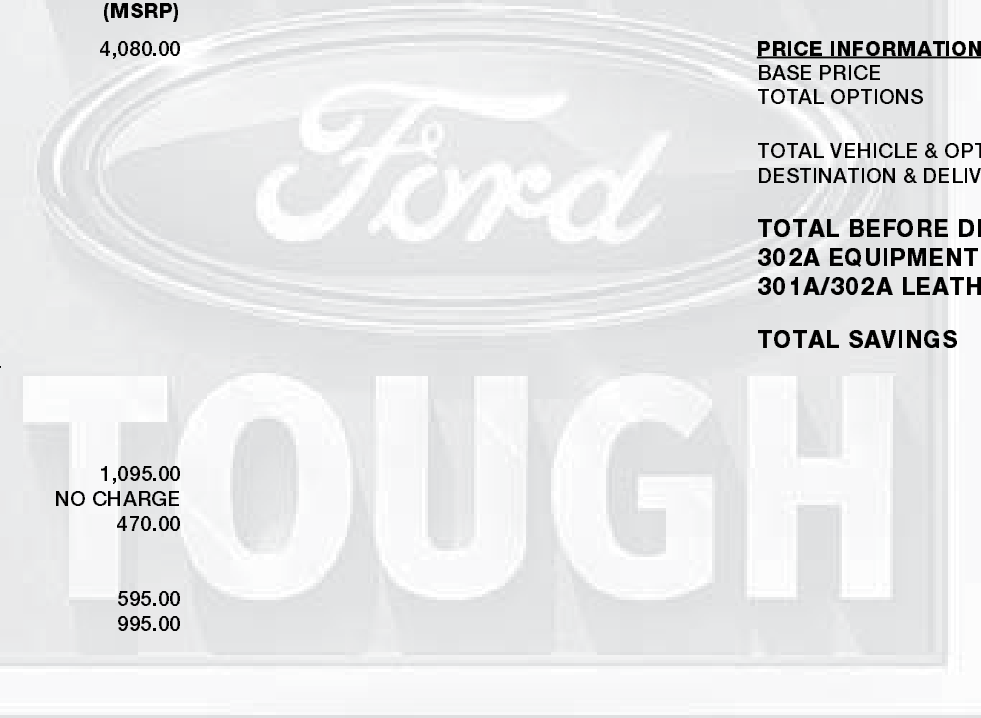 (MSRP)
4,080.00
PRICE INFORMATION
BASE PRICE
TOTAL OPTIONS
TOTAL VEHICLE & OPT
DESTINATION & DELIV
TOTAL BEFORE DI
302A EQUIPMENT
301A/302A LEATH
TOTAL SAVINGS
Ford
TOUGH
1,095.00
NO CHARGE
470.00
595.00
995.00